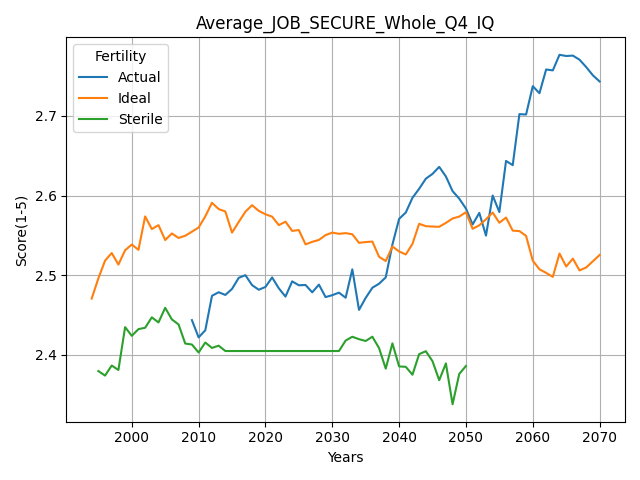 Average_JOB_SECURE_Whole_Q4_IQ
Fertility
Actual
Ideal
Sterile
Score(1-5)
2.7
2.6
2.5
2.4
2000 2010 2020 2030 2040 2050 2060 2070
Years